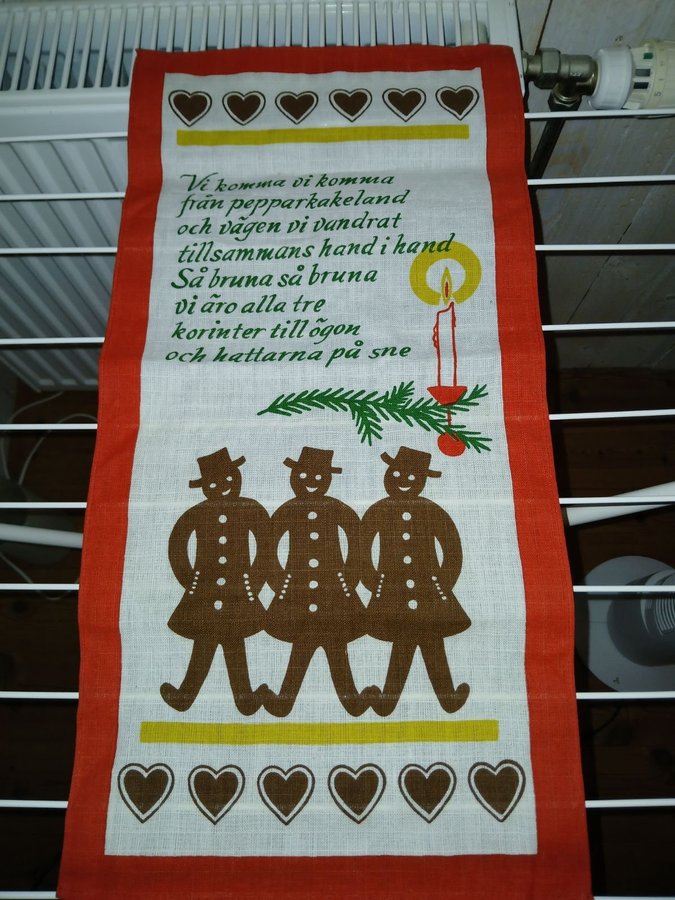 Vi komma vi komma
från pepparkakeland
och vägen vi vandrat
tillsammans hand i hand
Så bruna så bruna
vi äro alla tre
korinter till ögon
och hattarna på sne